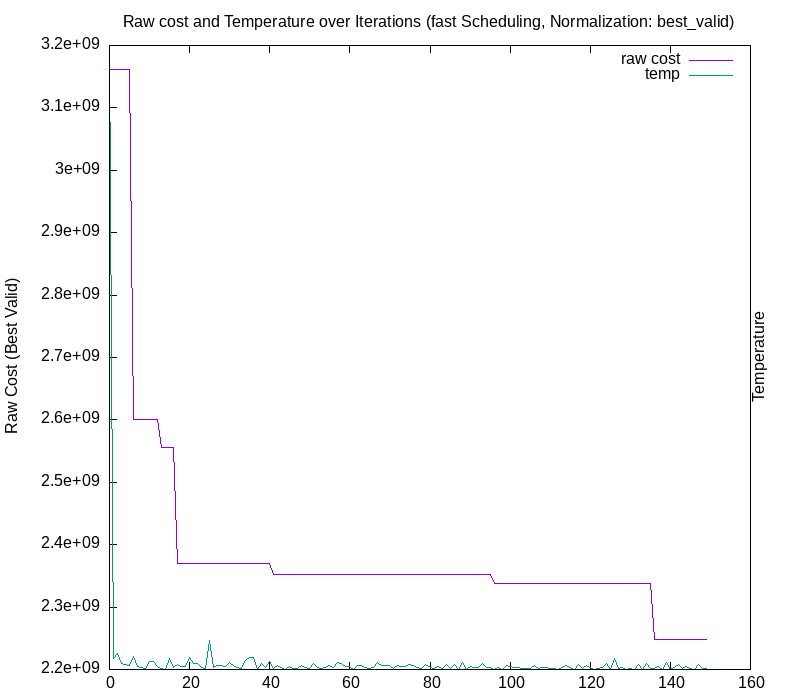 Raw cost and Temperature over Iterations (fast Scheduling, Normalization: best_valid)
raw cost
temp
3.2e+09
3.1e+09
3e+09
2.9e+09
2.8e+09
2.7e+09
2.6e+09
2.5e+09
2.4e+09
2.3e+09
2.2e+09
Raw Cost (Best Valid)
Temperature
0 20 40 60 80 100 120 140 160